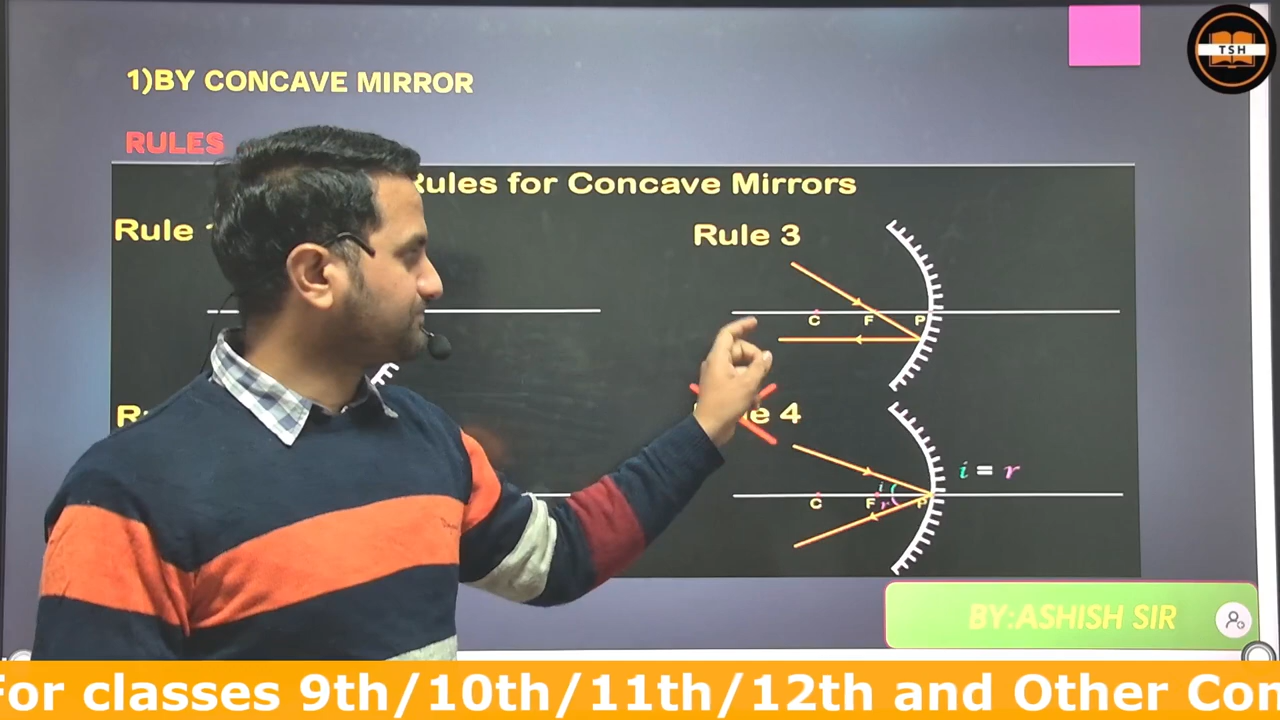 1)BY CONCAVE MIRROR
TSH
RULES
Rules for Concave Mirrors
Rule
Rule 3
C F P
4
i = r
i
C F r P
BY:ASHISH SIR
For classes 9th/10th/11th/12th and Other